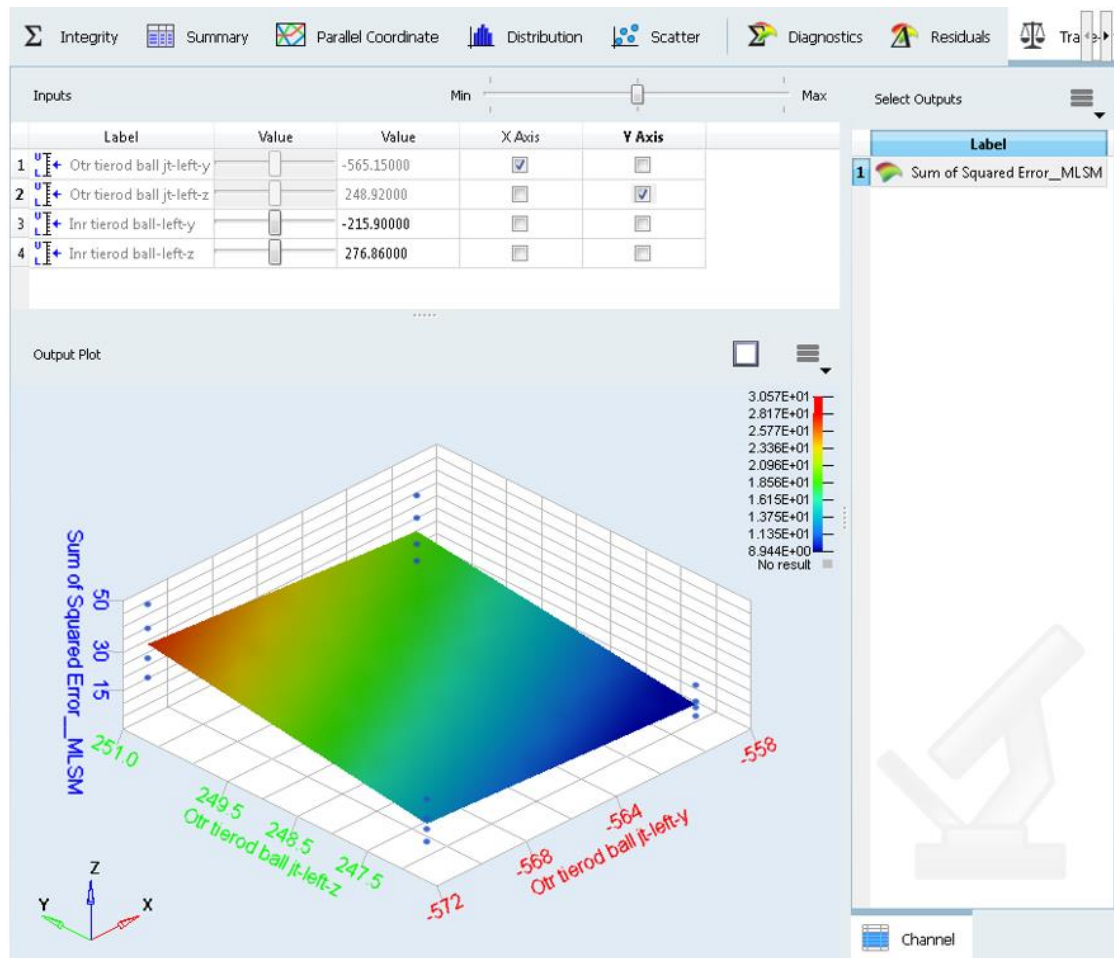 Integrity Summary Parallel Coordinate Distribution Scatter Diagnostics Residuals
Inputs Min Max
Label Value Value X Axis Y Axis
1 Otr tierod ball jt-left-y -565.15000
2 Otr tierod ball jt-left-z 248.92000
3 Inr tierod ball-left-y -215.90000
4 Inr tierod ball-left-z 276.86000
Select Outputs
Label
1 Sum of Squared Error__MLSM
Output Plot
3.057E+01
2.817E+01
2.577E+01
2.336E+01
2.096E+01
1.856E+01
1.615E+01
1.375E+01
1.135E+01
8.944E+00
No result
Sum of Squared Error__MLSM
50
30
15
251.0
249.5
248.5
247.5
Otr tierod ball jt-left-z
-572
-568
-564
-558
Otr tierod ball jt-left-y
Z
Y
X
Channel